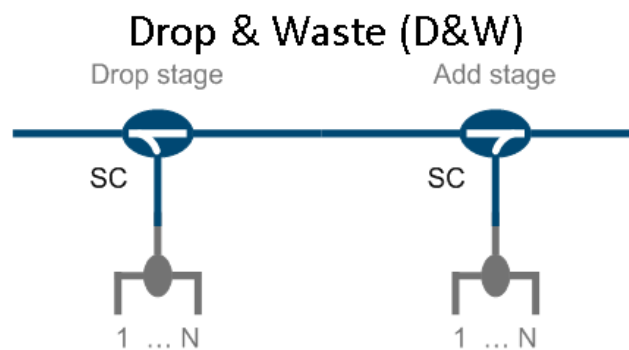 Drop & Waste (D&W)
Drop stage Add stage
SC SC
1 ... N 1 ... N